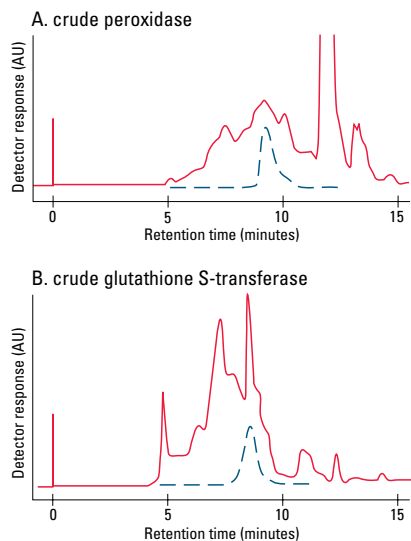 A. crude peroxidase
Detector response (AU)
0 5 10 15
Retention time (minutes)
B. crude glutathione S-transferase
Detector response (AU)
0 5 10 15
Retention time (minutes)